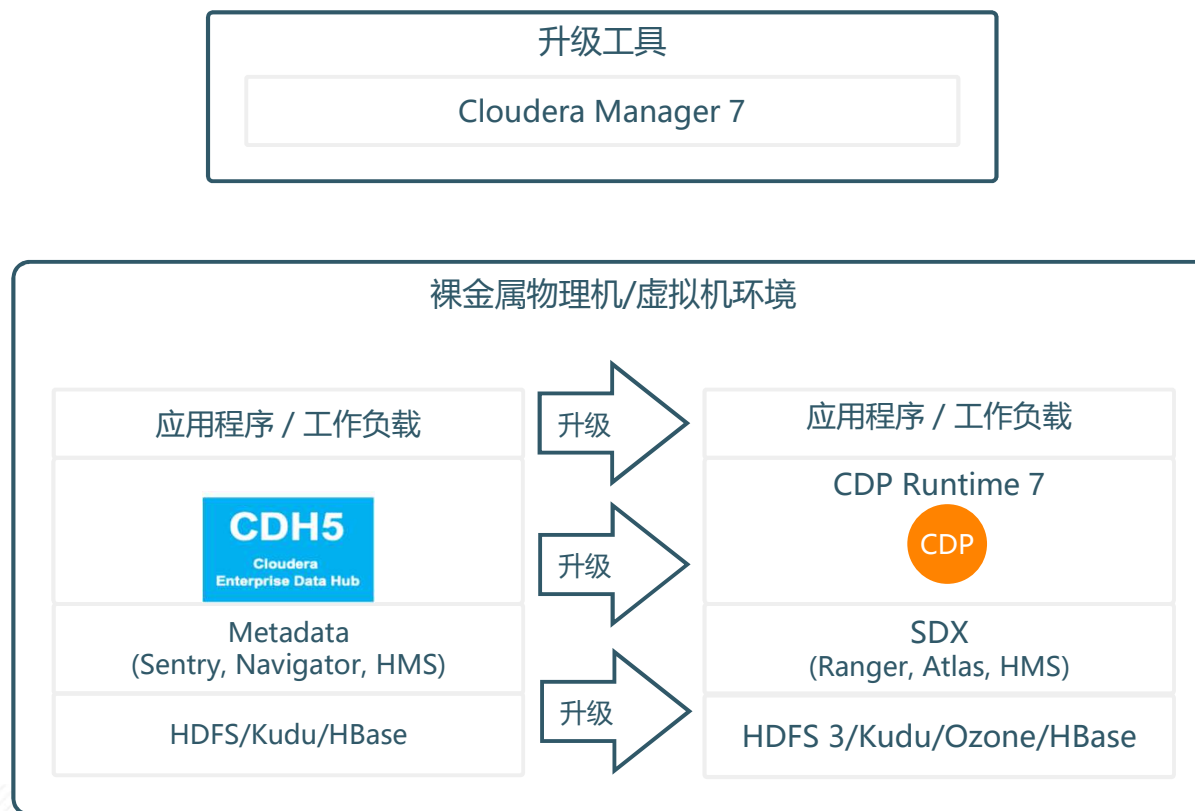 升级工具
Cloudera Manager 7
裸金属物理机/虚拟机环境
应用程序 / 工作负载
升级
应用程序 / 工作负载
CDH5
Cloudera
Enterprise Data Hub
升级
CDP Runtime 7
CDP
Metadata
(Sentry, Navigator, HMS)
SDX
(Ranger, Atlas, HMS)
HDFS/Kudu/HBase
升级
HDFS 3/Kudu/Ozone/HBase